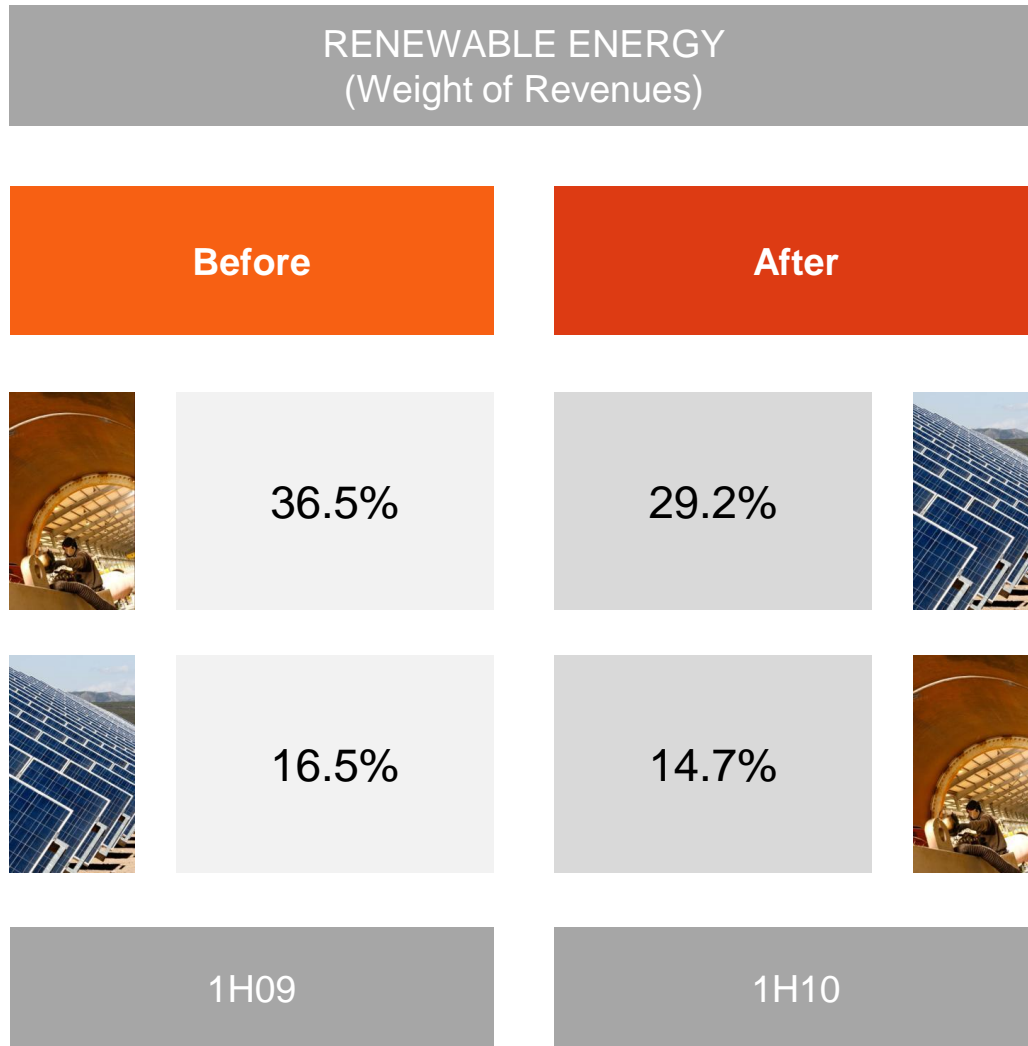 RENEWABLE ENERGY
(Weight of Revenues)
Before
After
36.5%
29.2%
16.5%
14.7%
1H09
1H10